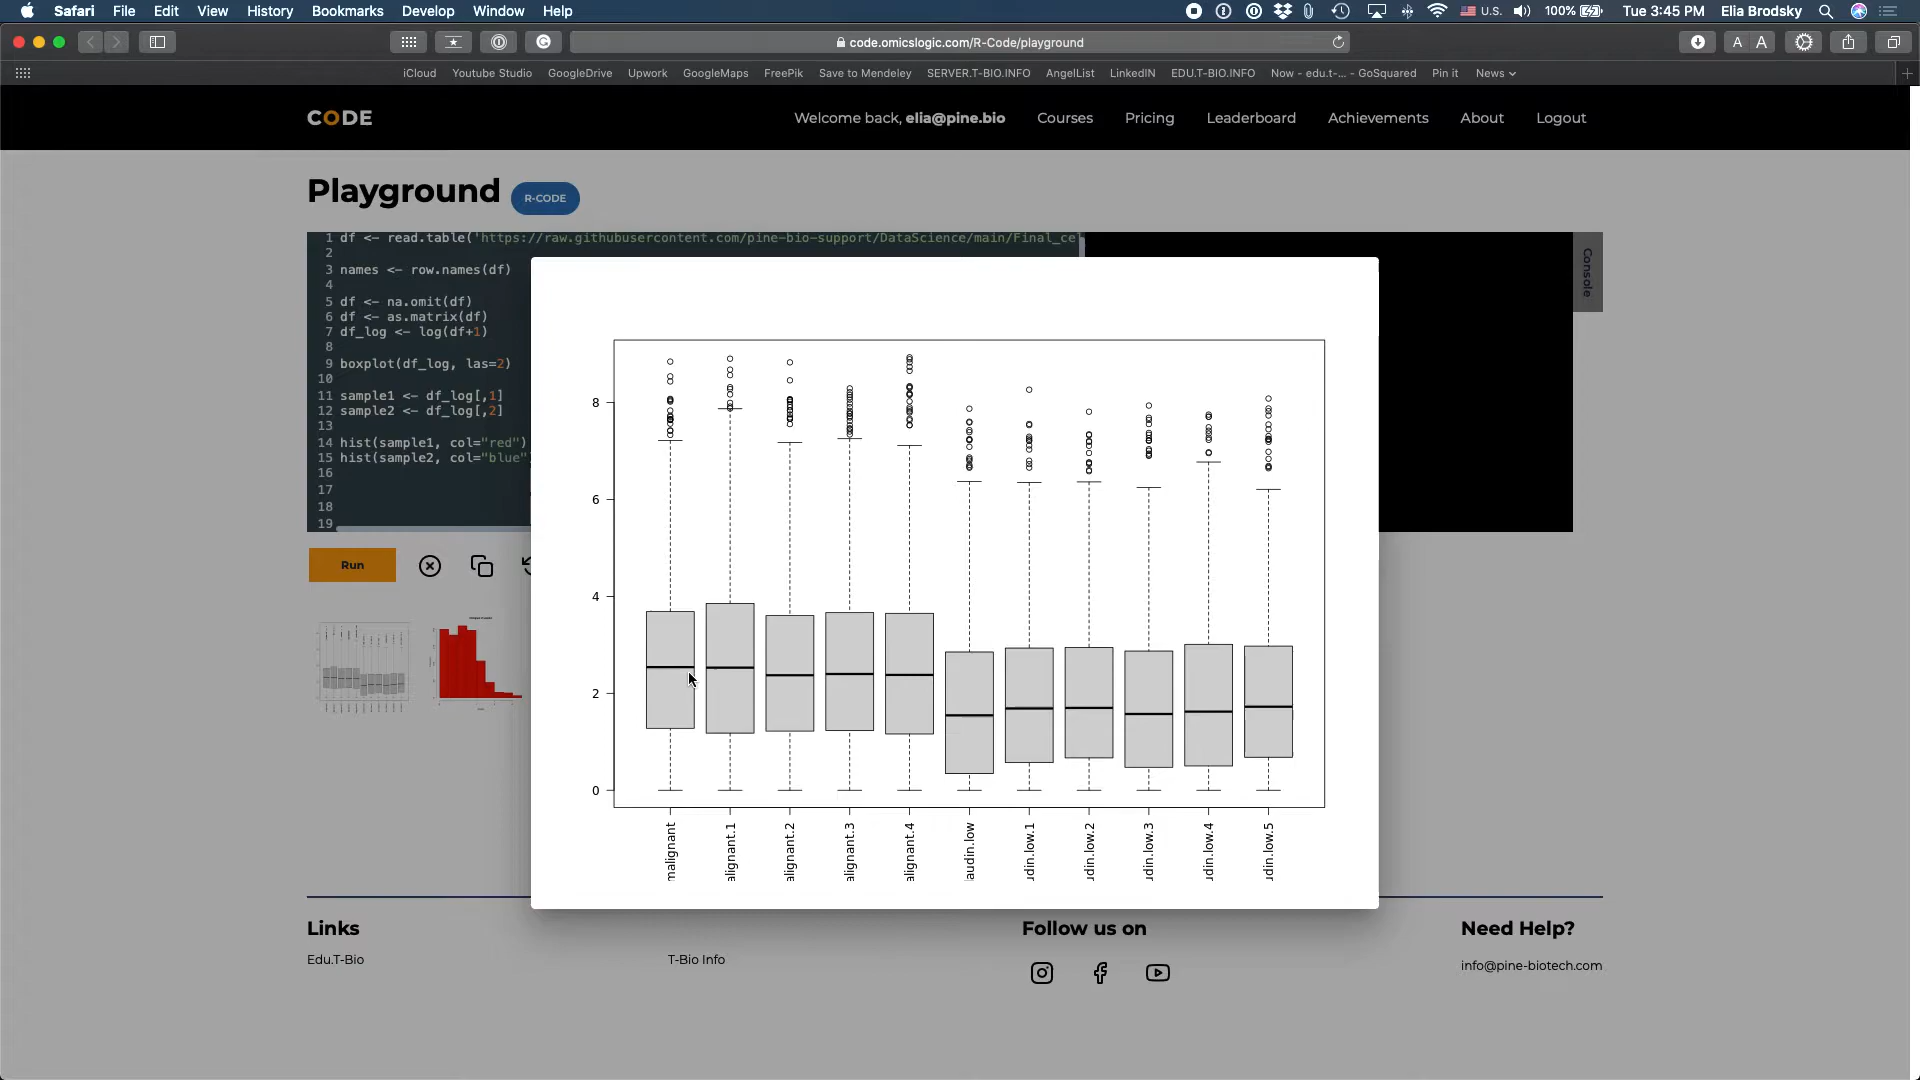 Safari File Edit View History Bookmarks Develop Window Help U.S. 100% Tue 3:45 PM Elia Brodsky
code.omicslogic.com/R-Code/playground A A
iCloud Youtube Studio GoogleDrive Upwork GoogleMaps FreePik Save to Mendeley SERVER.T-BIO.INFO AngelList LinkedIN EDU.T-BIO.INFO Now - edu.t-... - GoSquared Pin it News
CODE Welcome back, elia@pine.bio Courses Pricing Leaderboard Achievements About Logout
Playground R-CODE
1 df <- read.table('https://raw.githubusercontent.com/pine-bio-support/DataScience/main/Final_ce
2
3 names <- row.names(df)
4
5 df <- na.omit(df)
6 df <- as.matrix(df)
7 df_log <- log(df+1)
8
9 boxplot(df_log, las=2)
10
11 sample1 <- df_log[,1]
12 sample2 <- df_log[,2]
13
14 hist(sample1, col="red")
15 hist(sample2, col="blue"
16
17
18
19
Console
Run
8
6
4
2
0
malignant
alignant.1
alignant.2
alignant.3
alignant.4
audin.low
udin.low.1
udin.low.2
udin.low.3
udin.low.4
udin.low.5
Links Follow us on Need Help?
Edu.T-Bio T-Bio Info info@pine-biotech.com